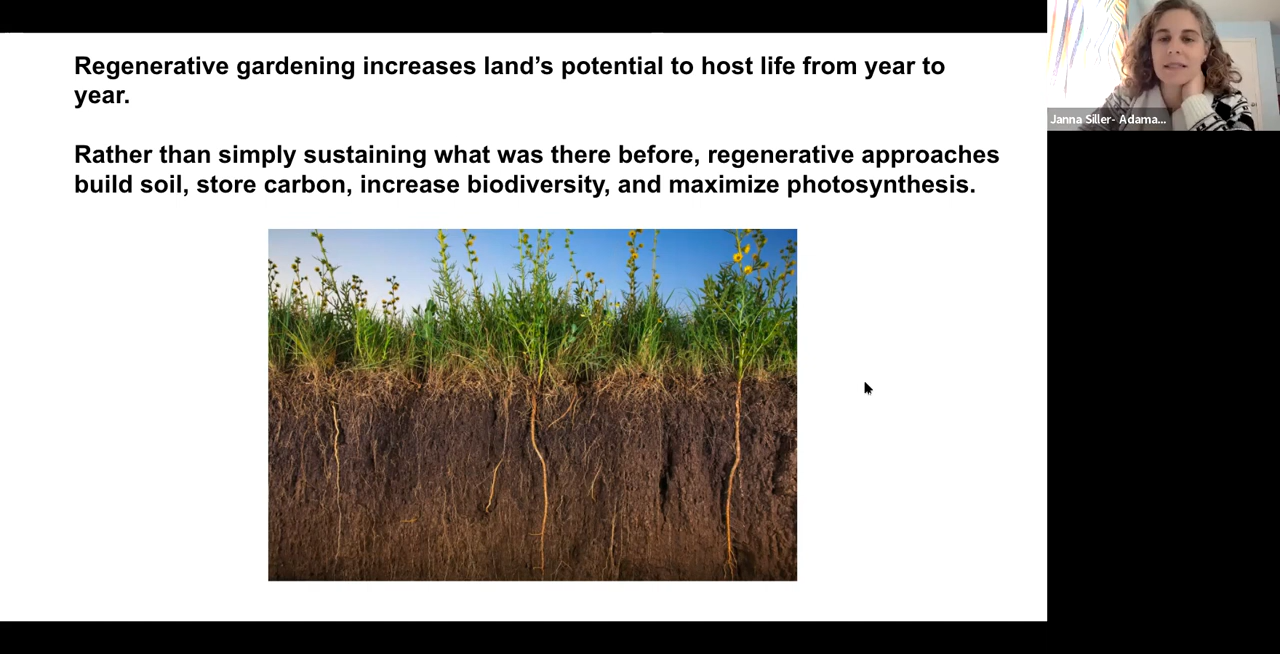 Regenerative gardening increases land’s potential to host life from year to
year.
Rather than simply sustaining what was there before, regenerative approaches
build soil, store carbon, increase biodiversity, and maximize photosynthesis.
Janna Siller- Adama...